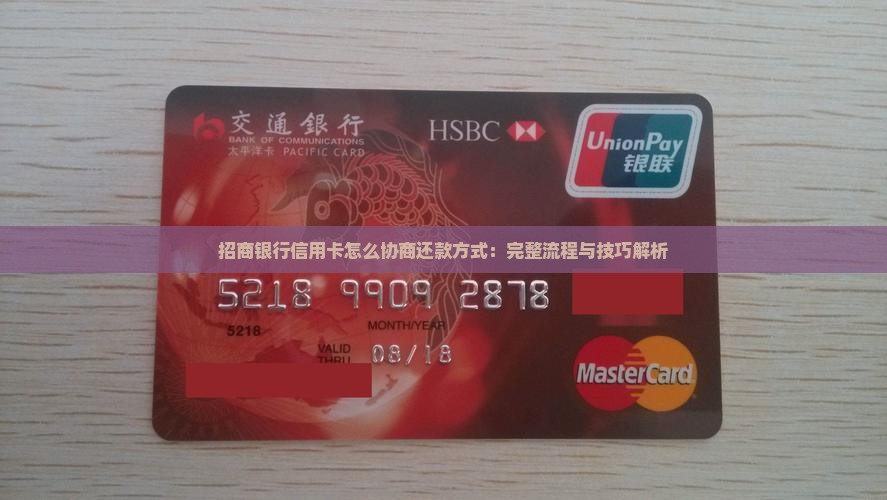 交通銀行
BANK OF COMMUNICATIONS
太平洋卡 PACIFIC CARD
HSBC
UnionPay
银联
招商银行信用卡怎么协商还款方式：完整流程与技巧解析
5218 9909 2878
5218
MONTH/YEAR
VALID
THRU
08/18
MasterCard